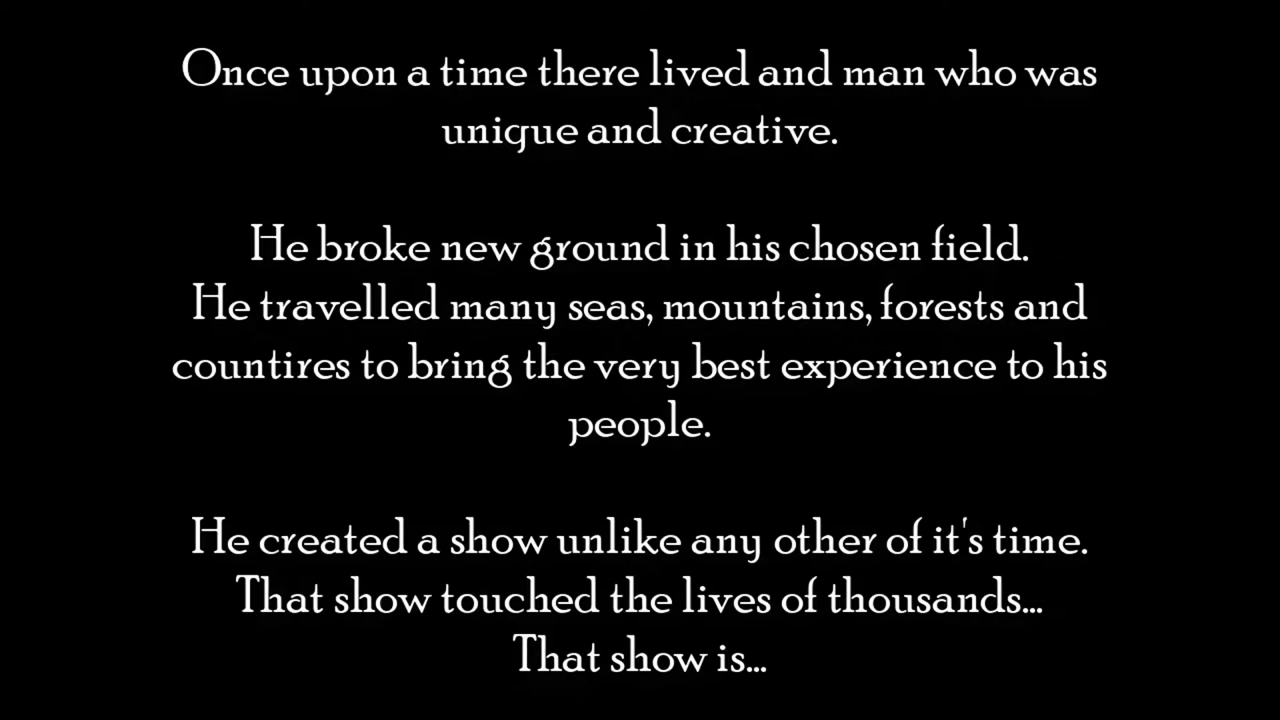 Once upon a time there lived and man who was
unique and creative.
He broke new ground in his chosen field.
He travelled many seas, mountains, forests and
countires to bring the very best experience to his
people.
He created a show unlike any other of it's time.
That show touched the lives of thousands...
That show is...